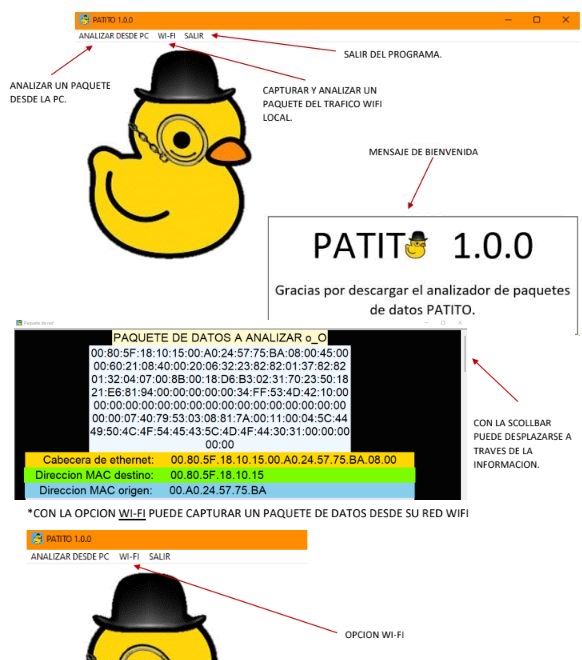 PATITO 1.0.0
ANALIZAR DESDE PC WI-FI SALIR
SALIR DEL PROGRAMA.
ANALIZAR UN PAQUETE
DESDE LA PC.
CAPTURAR Y ANALIZAR UN
PAQUETE DEL TRAFICO WIFI
LOCAL.
MENSAJE DE BIENVENIDA
PATIT 1.0.0
Gracias por descargar el analizador de paquetes
de datos PATITO.
Paquete de red
PAQUETE DE DATOS A ANALIZAR o_O
00:80:5F:18:10:15:00:A0:24:57:75:BA:08:00:45:00
00:60:21:08:40:00:20:06:32:23:82:82:01:37:82:82
01:32:04:07:00:8B:00:18:D6:B3:02:31:70:23:50:18
21:E6:81:94:00:00:00:00:00:34:FF:53:4D:42:10:00
00:00:00:00:00:00:00:00:00:00:00:00:00:00:00:00
00:00:07:40:79:53:03:08:81:7A:00:11:00:04:5C:44
49:50:4C:4F:54:45:43:5C:4D:4F:44:30:31:00:00:00
00:00
Cabecera de ethernet: 00.80.5F.18.10.15.00.A0.24.57.75.BA.08.00
Direccion MAC destino: 00.80.5F.18.10.15
Direccion MAC origen: 00.A0.24.57.75.BA
CON LA SCOLLBAR
PUEDE DESPLAZARSE A
TRAVES DE LA
INFORMACION.
*CON LA OPCION WI-FI PUEDE CAPTURAR UN PAQUETE DE DATOS DESDE SU RED WIFI
PATITO 1.0.0
ANALIZAR DESDE PC WI-FI SALIR
OPCION WI-FI